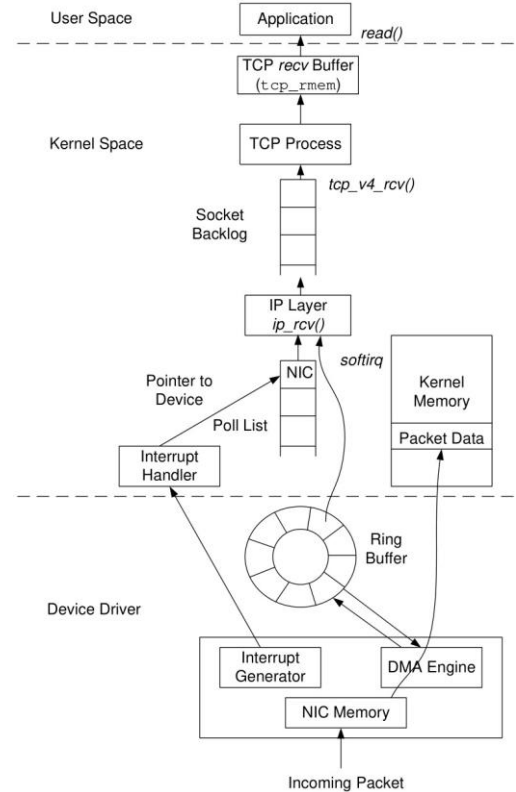 User Space
Application
read()
TCP recv Buffer
(tcp_rmem)
Kernel Space
TCP Process
tcp_v4_rcv()
Socket
Backlog
IP Layer
ip_rcv()
softirq
Pointer to
Device
NIC
Poll List
Kernel
Memory
Packet Data
Interrupt
Handler
Ring
Buffer
Device Driver
Interrupt
Generator
DMA Engine
NIC Memory
Incoming Packet